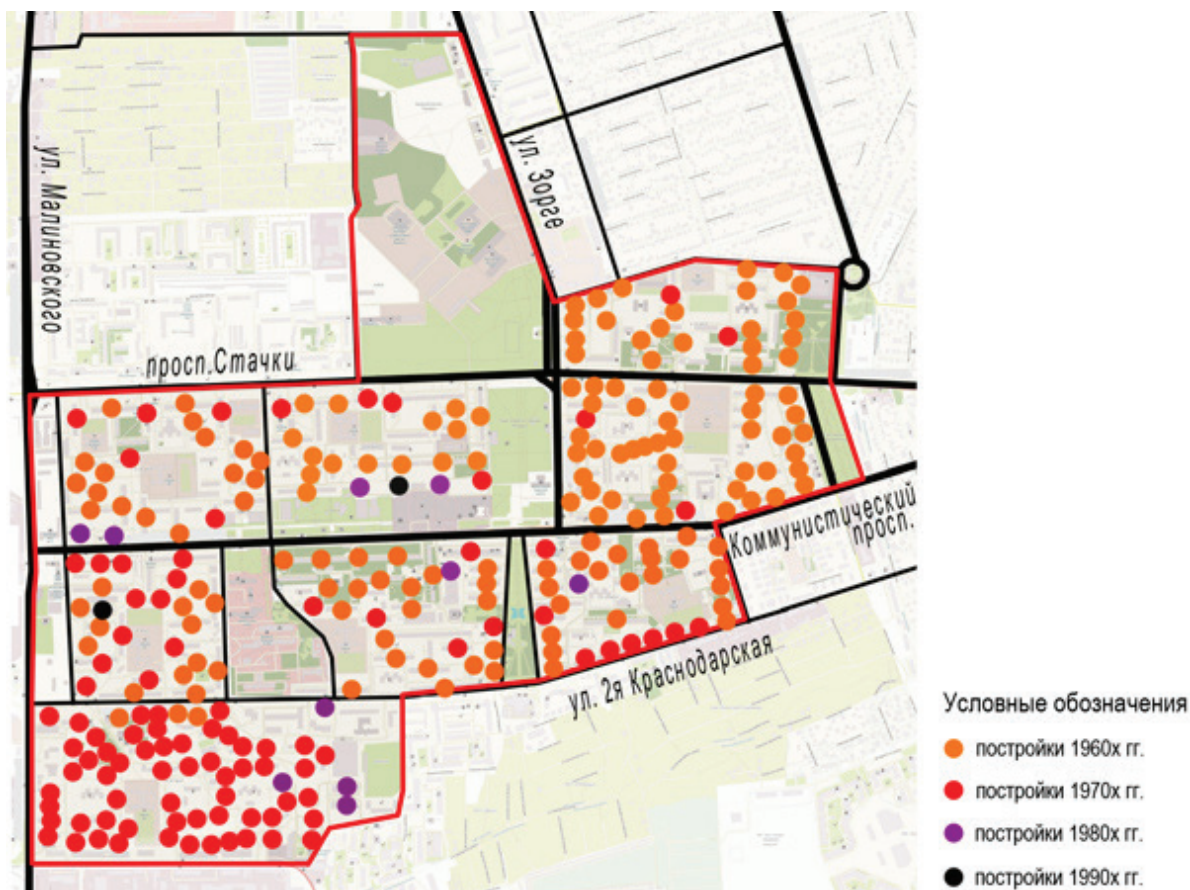 ул. Малиновского
ул. Зорге
просп.Стачки
Коммунистический
просп.
ул. 2я Краснодарская
Условные обозначения
постройки 1960х гг.
постройки 1970х гг.
постройки 1980х гг.
постройки 1990х гг.